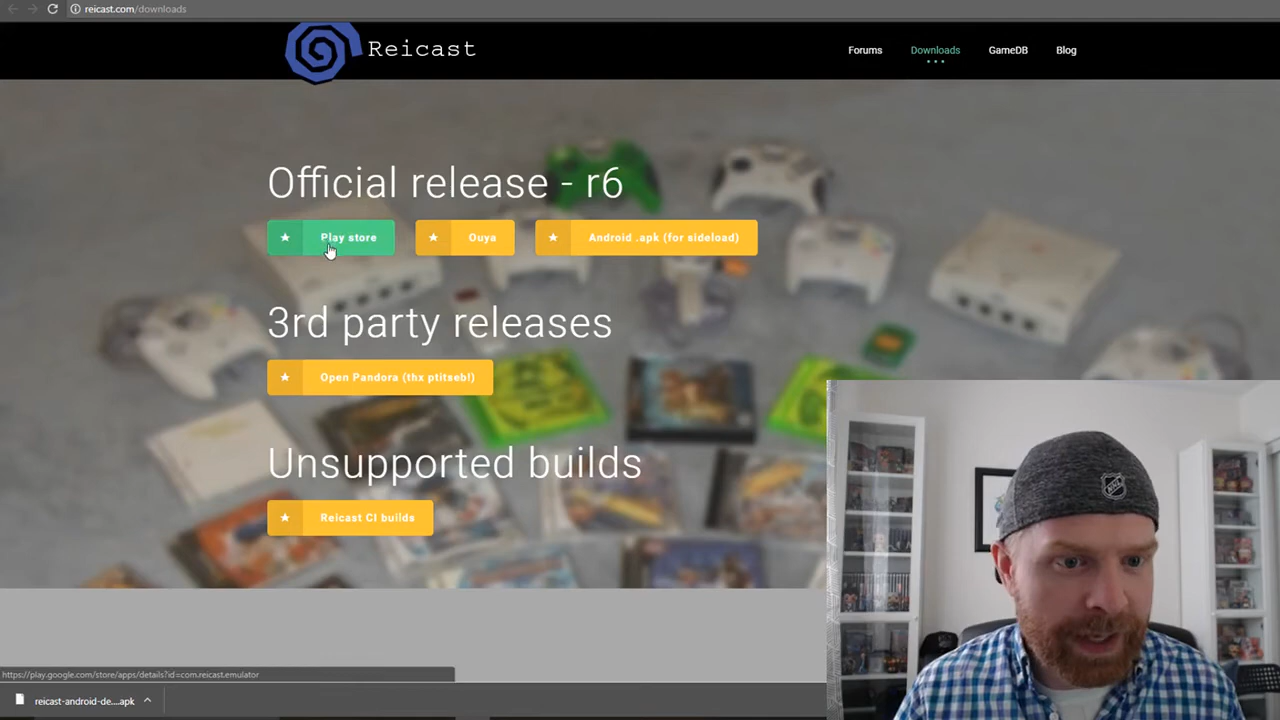 reicast.com/downloads
Reicast
Forums
Downloads
GameDB
Blog
Official release - r6
Play store
Ouya
Android .apk (for sideload)
3rd party releases
Open Pandora (thx ptitseb!)
Unsupported builds
Reicast CI builds
NHL
https://play.google.com/store/apps/details?id=com.reicast.emulator
reicast-android-de....apk